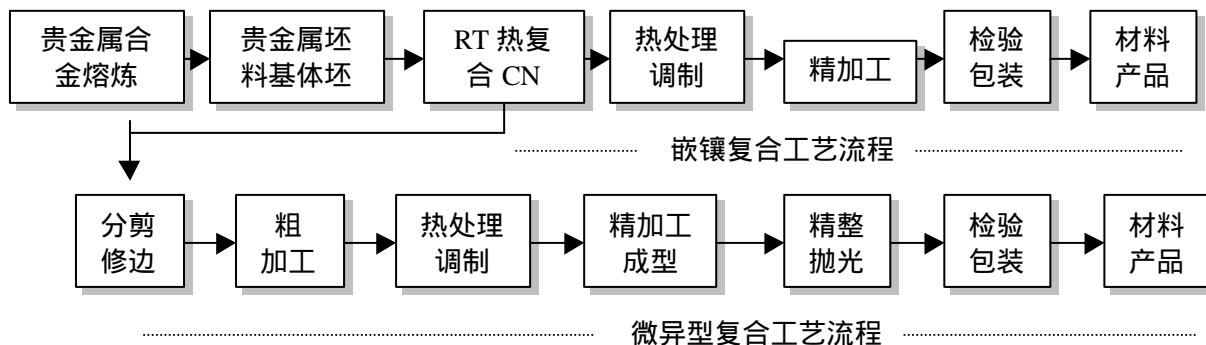 贵金属合
金熔炼
贵金属坯
料基体坯
RT 热复
合 CN
热处理
调制
精加工
检验
包装
材料
产品
嵌镶复合工艺流程
分剪
修边
粗
加工
热处理
调制
精加工
成型
精整
抛光
检验
包装
材料
产品
微异型复合工艺流程